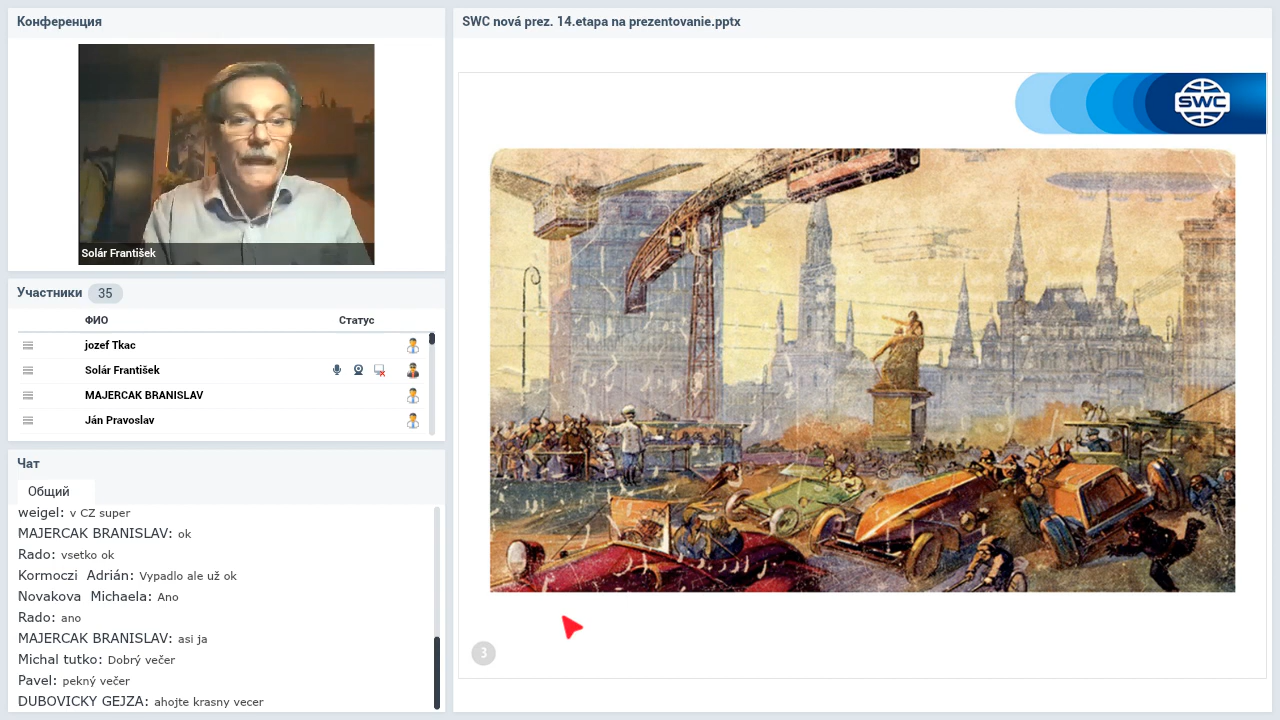 Конференция
Solár František
Участники 35
ФИО Статус
jozef Tkac
Solár František
MAJERCAK BRANISLAV
Ján Pravoslav
Чат
Общий
weigel: v CZ super
MAJERCAK BRANISLAV: ok
Rado: vsetko ok
Kormoczi Adrián: Vypadlo ale už ok
Novakova Michaela: Ano
Rado: ano
MAJERCAK BRANISLAV: asi ja
Michal tutko: Dobrý večer
Pavel: pekný večer
DUBOVICKY GEJZA: ahojte krasny vecer
SWC nová prez. 14.etapa na prezentovanie.pptx
SWC
3